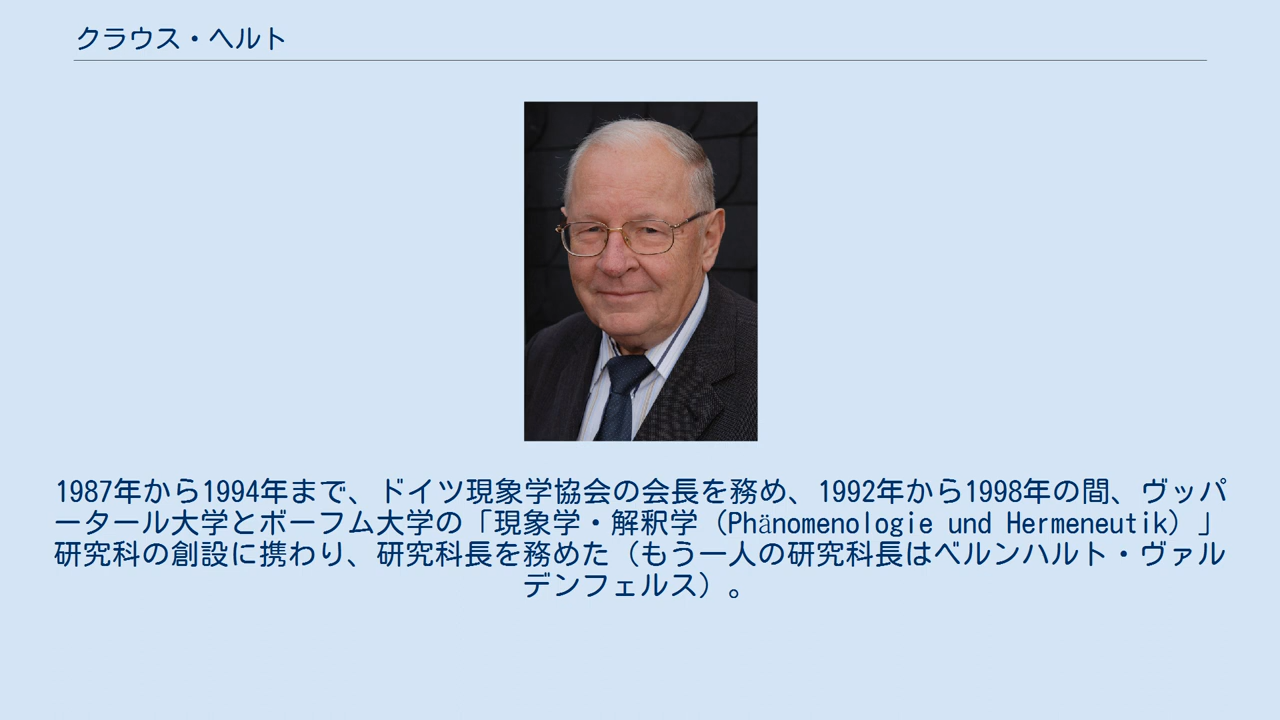 クラウス・ヘルト
1987年から1994年まで、ドイツ現象学協会の会長を務め、1992年から1998年の間、ヴッパ
ータール大学とボーフム大学の「現象学・解釈学（Phänomenologie und Hermeneutik）」
研究科の創設に携わり、研究科長を務めた（もう一人の研究科長はベルンハルト・ヴァル
デンフェルス）。